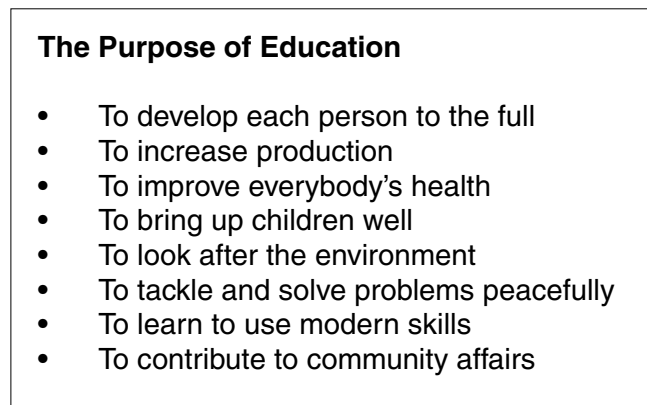 The Purpose of Education
• To develop each person to the full
• To increase production
• To improve everybody’s health
• To bring up children well
• To look after the environment
• To tackle and solve problems peacefully
• To learn to use modern skills
• To contribute to community affairs